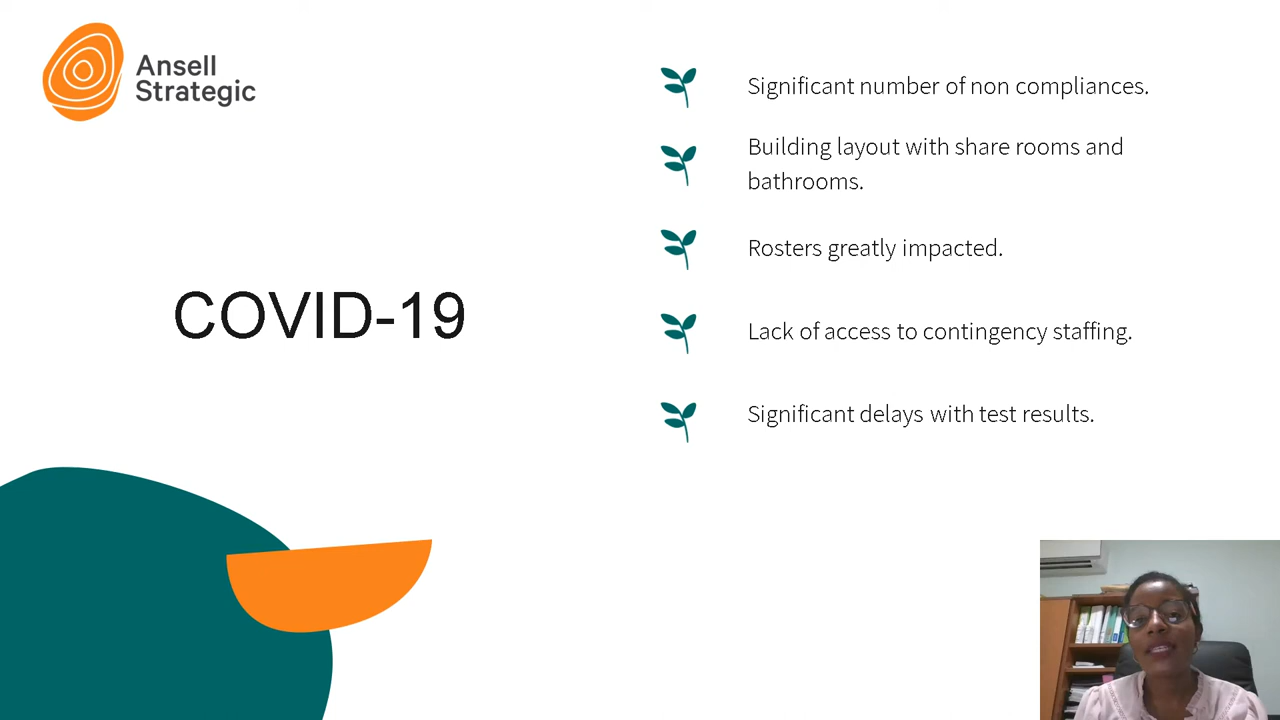 Ansell
Strategic
Significant number of non compliances.
Building layout with share rooms and
bathrooms.
Rosters greatly impacted.
COVID-19
Lack of access to contingency staffing.
Significant delays with test results.